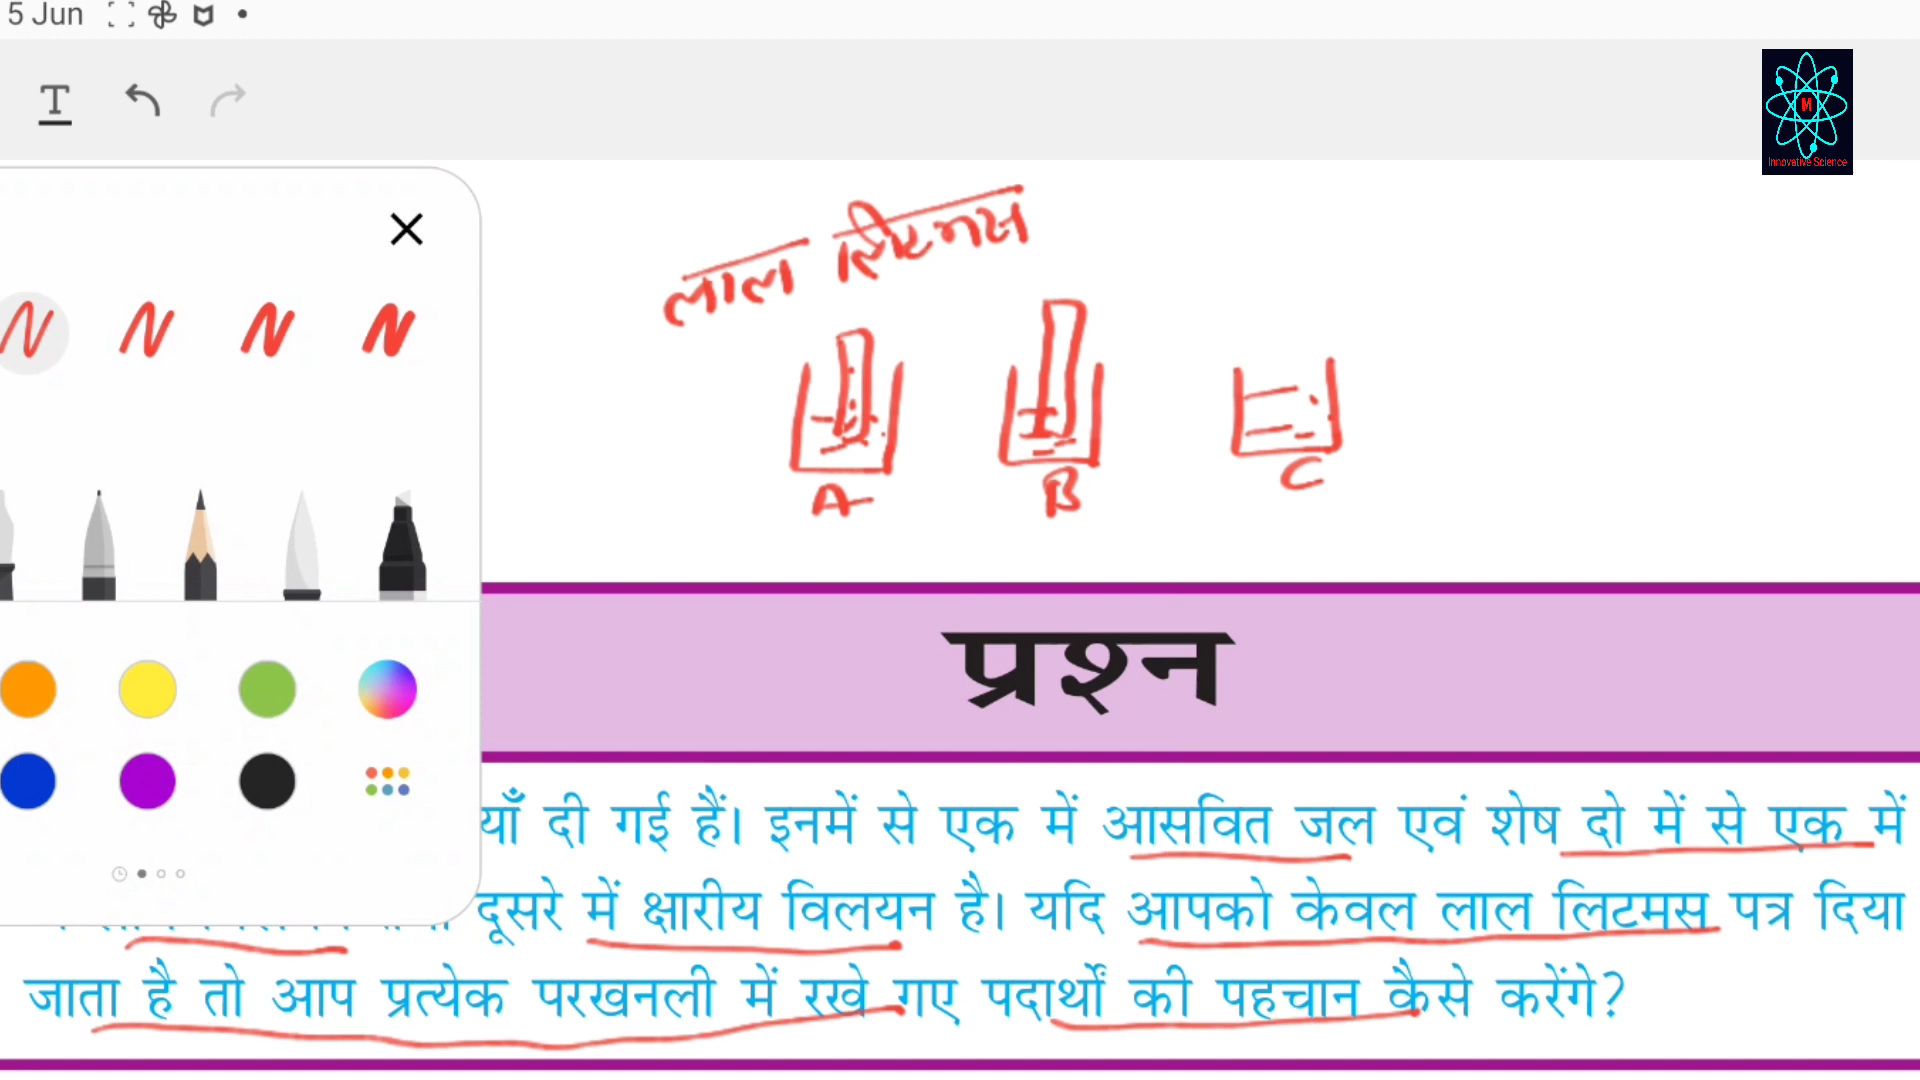 5 Jun
T
M
Innovative Science
लाल लिटमस
A B C
प्रश्न
याँ दी गई हैं। इनमें से एक में आसवित जल एवं शेष दो में से एक में
दूसरे में क्षारीय विलयन है। यदि आपको केवल लाल लिटमस पत्र दिया
जाता है तो आप प्रत्येक परखनली में रखे गए पदार्थों की पहचान कैसे करेंगे?